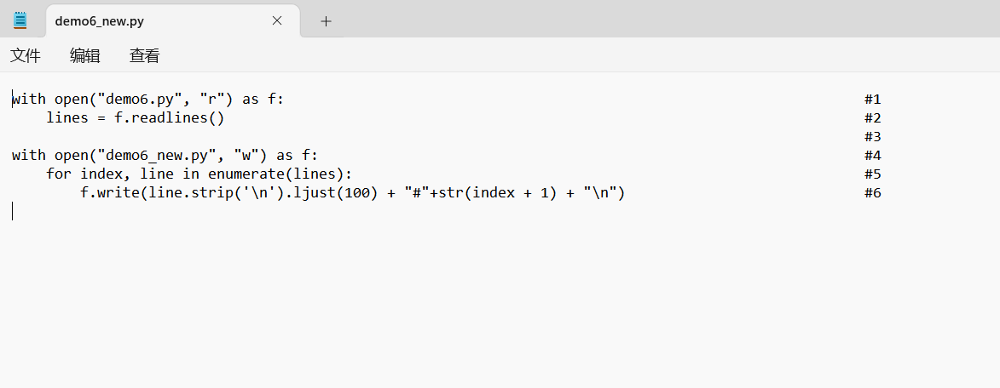 demo6_new.py
文件 编辑 查看
with open("demo6.py", "r") as f:                                                                    #1
    lines = f.readlines()                                                                           #2
                                                                                                    #3
with open("demo6_new.py", "w") as f:                                                                #4
    for index, line in enumerate(lines):                                                            #5
        f.write(line.strip('\n').ljust(100) + "#"+str(index + 1) + "\n")                            #6